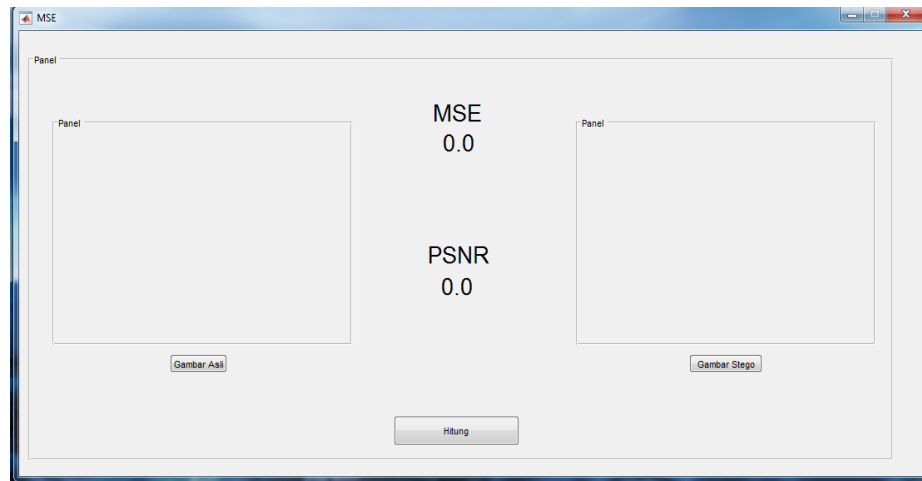 MSE
Panel
Panel
MSE
0.0
PSNR
0.0
Panel
Gambar Asli
Gambar Stego
Hitung